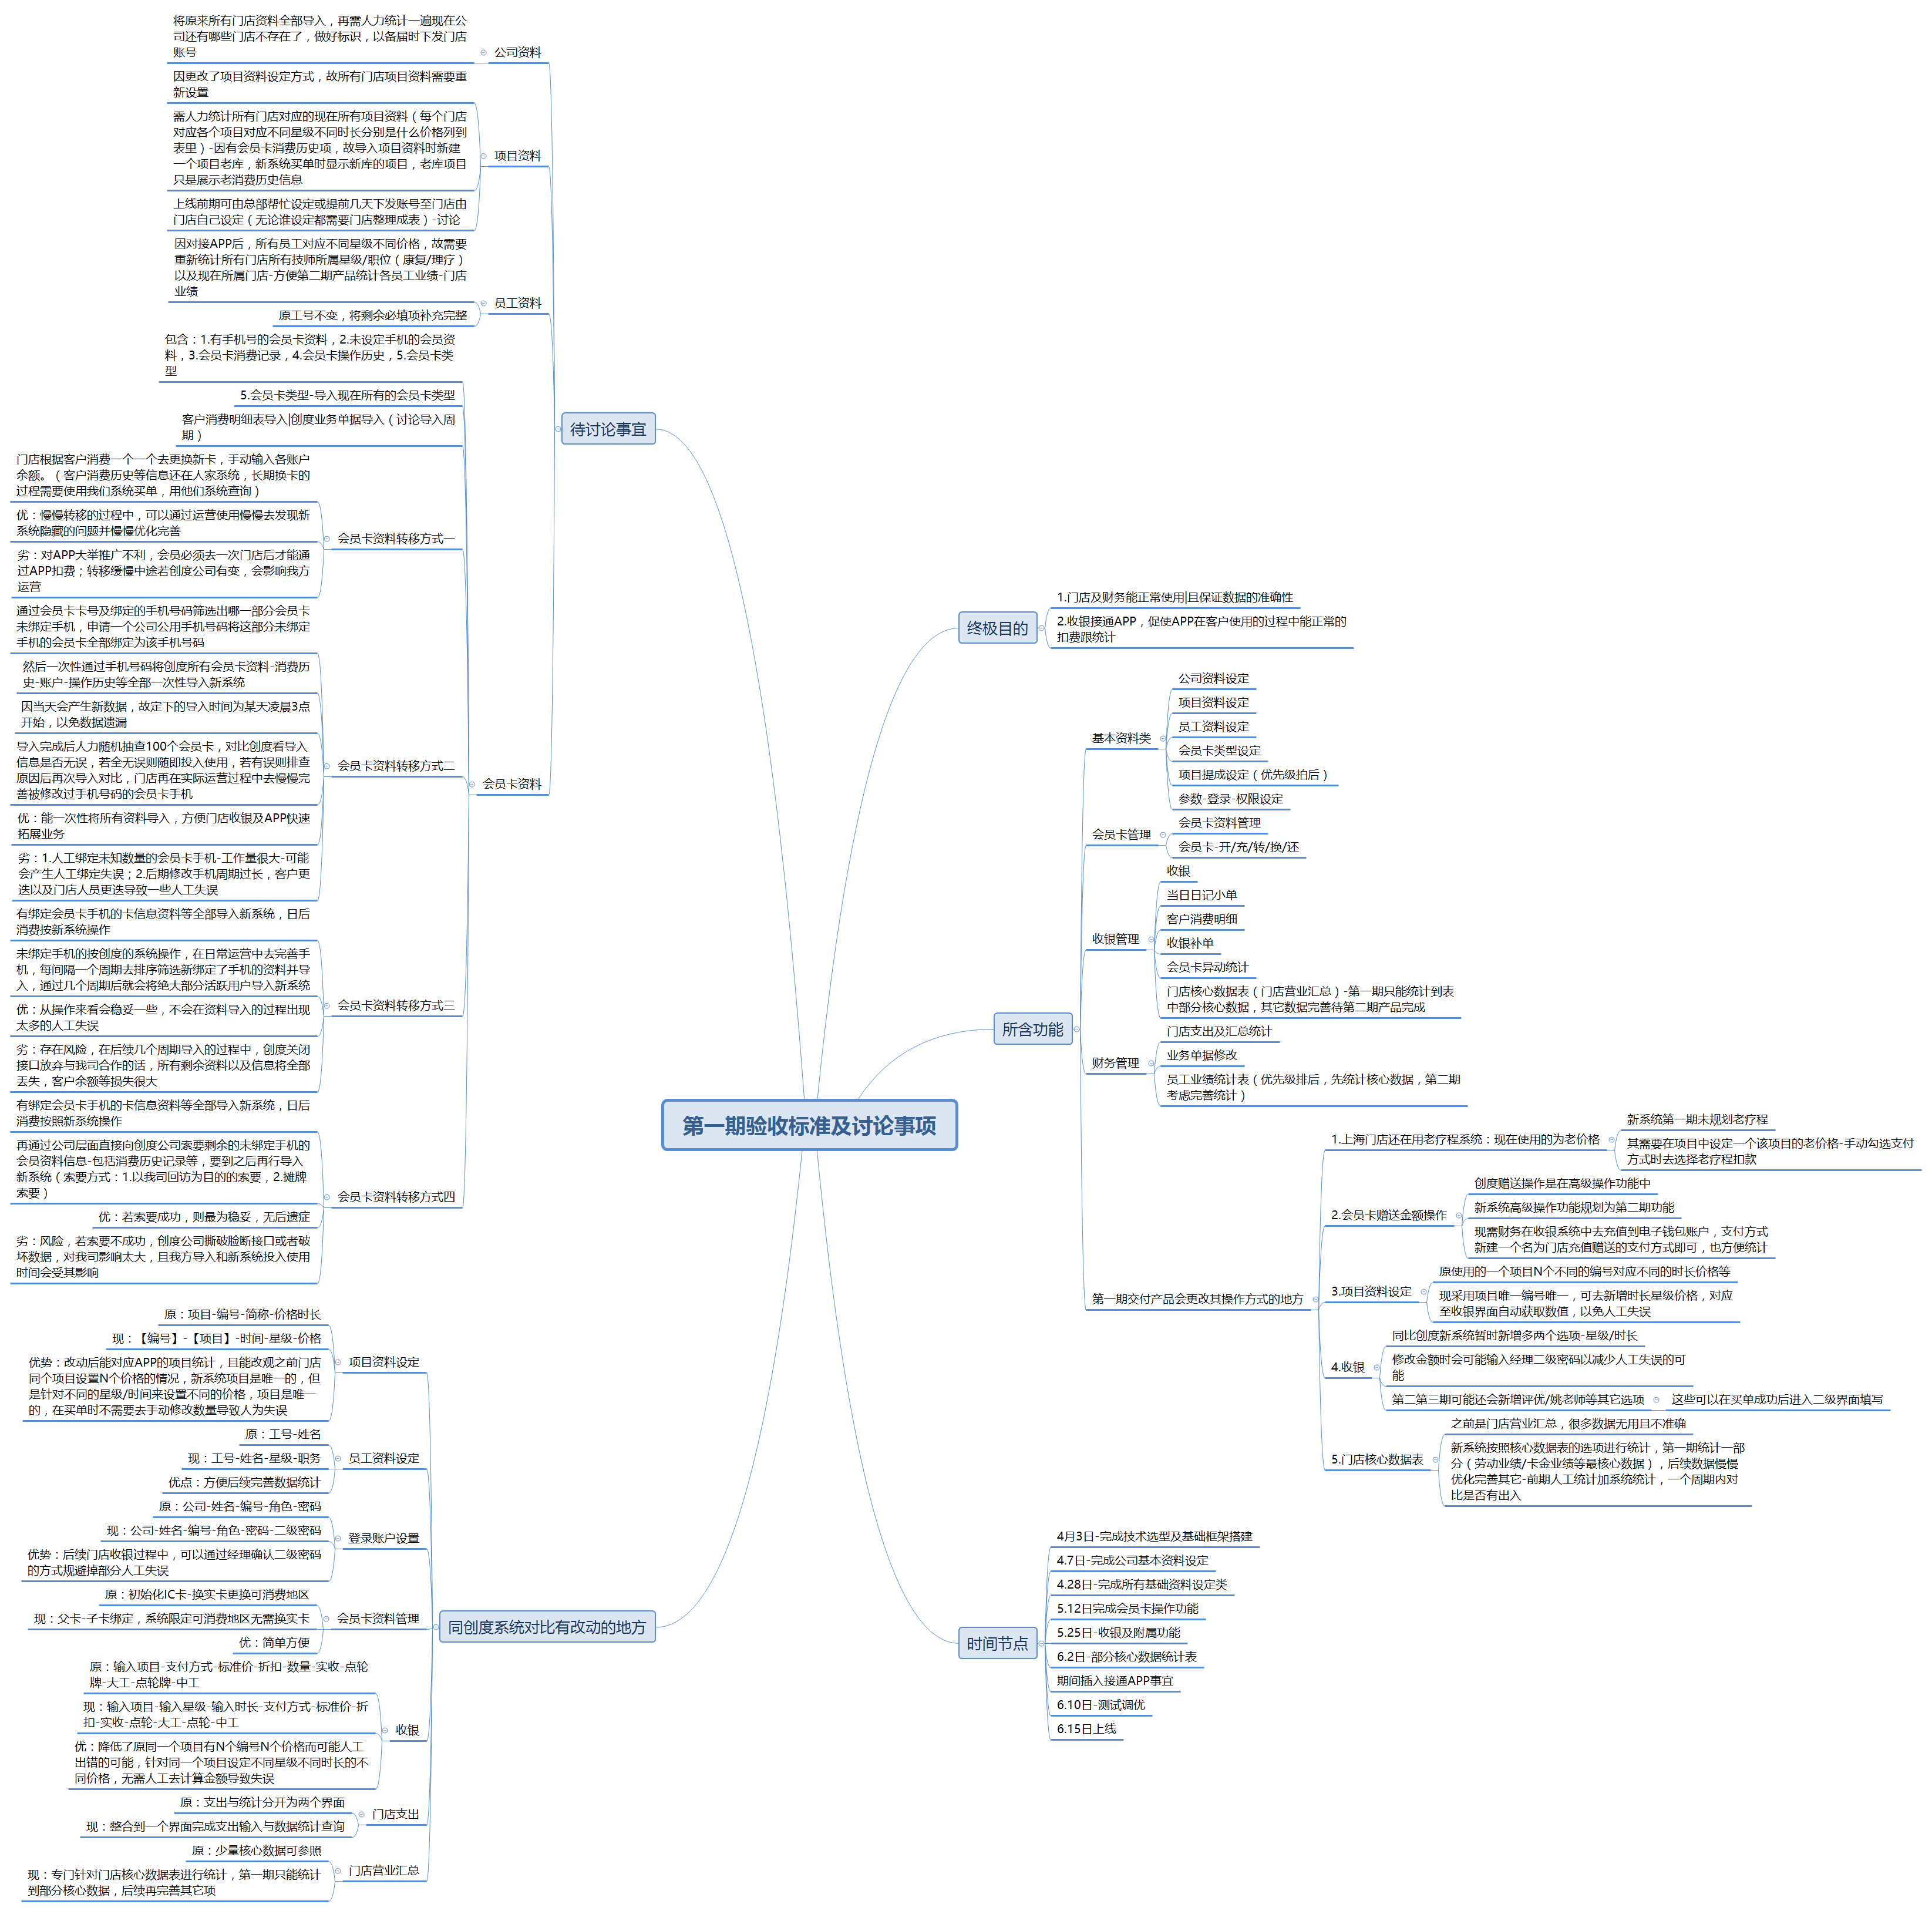 第一期验收标准及讨论事项
终极目的
1.门店及财务能正常使用|且保证数据的准确性
2.收银接通APP，促使APP在客户使用的过程中能正常的
扣费跟统计
所含功能
基本资料类
公司资料设定
项目资料设定
员工资料设定
会员卡类型设定
项目提成设定（优先级拍后）
参数-登录-权限设定
会员卡管理
会员卡资料管理
会员卡-开/充/转/换/还
收银管理
收银
当日日记小单
客户消费明细
收银补单
会员卡异动统计
门店核心数据表（门店营业汇总）-第一期只能统计到表
中部分核心数据，其它数据完善待第二期产品完成
财务管理
门店支出及汇总统计
业务单据修改
员工业绩统计表（优先级排后，先统计核心数据，第二期
考虑完善统计）
第一期交付产品会更改其操作方式的地方
1.上海门店还在用老疗程系统：现在使用的为老价格
新系统第一期未规划老疗程
其需要在项目中设定一个该项目的老价格-手动勾选支付
方式时去选择老疗程扣款
2.会员卡赠送金额操作
创度赠送操作是在高级操作功能中
新系统高级操作功能规划为第二期功能
现需财务在收银系统中去充值到电子钱包账户，支付方式
新建一个名为门店充值赠送的支付方式即可，也方便统计
3.项目资料设定
原使用的一个项目N个不同的编号对应不同的时长价格等
现采用项目唯一编号唯一，可去新增时长星级价格，对应
至收银界面自动获取数值，以免人工失误
4.收银
同比创度新系统暂时新增多两个选项-星级/时长
修改金额时会可能输入经理二级密码以减少人工失误的可
能
第二第三期可能还会新增评优/姚老师等其它选项
这些可以在买单成功后进入二级界面填写
5.门店核心数据表
之前是门店营业汇总，很多数据无用且不准确
新系统按照核心数据表的选项进行统计，第一期统计一部
分（劳动业绩/卡金业绩等最核心数据），后续数据慢慢
优化完善其它-前期人工统计加系统统计，一个周期内对
比是否有出入
时间节点
4月3日-完成技术选型及基础框架搭建
4.7日-完成公司基本资料设定
4.28日-完成所有基础资料设定类
5.12日完成会员卡操作功能
5.25日-收银及附属功能
6.2日-部分核心数据统计表
期间插入接通APP事宜
6.10日-测试调优
6.15日上线
待讨论事宜
公司资料
将原来所有门店资料全部导入，再需人力统计一遍现在公
司还有哪些门店不存在了，做好标识，以备届时下发门店
账号
项目资料
因更改了项目资料设定方式，故所有门店项目资料需要重
新设置
需人力统计所有门店对应的现在所有项目资料（每个门店
对应各个项目对应不同星级不同时长分别是什么价格列到
表里）-因有会员卡消费历史项，故导入项目资料时新建
一个项目老库，新系统买单时显示新库的项目，老库项目
只是展示老消费历史信息
上线前期可由总部帮忙设定或提前几天下发账号至门店由
门店自己设定（无论谁设定都需要门店整理成表）-讨论
员工资料
因对接APP后，所有员工对应不同星级不同价格，故需要
重新统计所有门店所有技师所属星级/职位（康复/理疗）
以及现在所属门店-方便第二期产品统计各员工业绩-门店
业绩
原工号不变，将剩余必填项补充完整
会员卡资料
包含：1.有手机号的会员卡资料，2.未设定手机的会员资
料，3.会员卡消费记录，4.会员卡操作历史，5.会员卡类
型
5.会员卡类型-导入现在所有的会员卡类型
客户消费明细表导入|创度业务单据导入（讨论导入周
期）
会员卡资料转移方式一
门店根据客户消费一个一个去更换新卡，手动输入各账户
余额。（客户消费历史等信息还在人家系统，长期换卡的
过程需要使用我们系统买单，用他们系统查询）
优：慢慢转移的过程中，可以通过运营使用慢慢去发现新
系统隐藏的问题并慢慢优化完善
劣：对APP大举推广不利，会员必须去一次门店后才能通
过APP扣费；转移缓慢中途若创度公司有变，会影响我方
运营
会员卡资料转移方式二
通过会员卡卡号及绑定的手机号码筛选出哪一部分会员卡
未绑定手机，申请一个公司公用手机号码将这部分未绑定
手机的会员卡全部绑定为该手机号码
然后一次性通过手机号码将创度所有会员卡资料-消费历
史-账户-操作历史等全部一次性导入新系统
因当天会产生新数据，故定下的导入时间为某天凌晨3点
开始，以免数据遗漏
导入完成后人力随机抽查100个会员卡，对比创度看导入
信息是否无误，若全无误则随即投入使用，若有误则排查
原因后再次导入对比，门店再在实际运营过程中去慢慢完
善被修改过手机号码的会员卡手机
优：能一次性将所有资料导入，方便门店收银及APP快速
拓展业务
劣：1.人工绑定未知数量的会员卡手机-工作量很大-可能
会产生人工绑定失误；2.后期修改手机周期过长，客户更
迭以及门店人员更迭导致一些人工失误
会员卡资料转移方式三
有绑定会员卡手机的卡信息资料等全部导入新系统，日后
消费按新系统操作
未绑定手机的按创度的系统操作，在日常运营中去完善手
机，每间隔一个周期去排序筛选新绑定了手机的资料并导
入，通过几个周期后就会将绝大部分活跃用户导入新系统
优：从操作来看会稳妥一些，不会在资料导入的过程出现
太多的人工失误
劣：存在风险，在后续几个周期导入的过程中，创度关闭
接口放弃与我司合作的话，所有剩余资料以及信息将全部
丢失，客户余额等损失很大
会员卡资料转移方式四
有绑定会员卡手机的卡信息资料等全部导入新系统，日后
消费按照新系统操作
再通过公司层面直接向创度公司索要剩余的未绑定手机的
会员资料信息-包括消费历史记录等，要到之后再行导入
新系统（索要方式：1.以我司回访为目的的索要，2.摊牌
索要）
优：若索要成功，则最为稳妥，无后遗症
劣：风险，若索要不成功，创度公司撕破脸断接口或者破
坏数据，对我司影响太大，且我方导入和新系统投入使用
时间会受其影响
同创度系统对比有改动的地方
项目资料设定
原：项目-编号-简称-价格时长
现：【编号】-【项目】-时间-星级-价格
优势：改动后能对应APP的项目统计，且能改观之前门店
同个项目设置N个价格的情况，新系统项目是唯一的，但
是针对不同的星级/时间来设置不同的价格，项目是唯一
的，在买单时不需要去手动修改数量导致人为失误
员工资料设定
原：工号-姓名
现：工号-姓名-星级-职务
优点：方便后续完善数据统计
登录账户设置
原：公司-姓名-编号-角色-密码
现：公司-姓名-编号-角色-密码-二级密码
优势：后续门店收银过程中，可以通过经理确认二级密码
的方式规避掉部分人工失误
会员卡资料管理
原：初始化IC卡-换实卡更换可消费地区
现：父卡-子卡绑定，系统限定可消费地区无需换实卡
优：简单方便
收银
原：输入项目-支付方式-标准价-折扣-数量-实收-点轮
牌-大工-点轮牌-中工
现：输入项目-输入星级-输入时长-支付方式-标准价-折
扣-实收-点轮-大工-点轮-中工
优：降低了原同一个项目有N个编号N个价格而可能人工
出错的可能，针对同一个项目设定不同星级不同时长的不
同价格，无需人工去计算金额导致失误
门店支出
原：支出与统计分开为两个界面
现：整合到一个界面完成支出输入与数据统计查询
门店营业汇总
原：少量核心数据可参照
现：专门针对门店核心数据表进行统计，第一期只能统计
到部分核心数据，后续再完善其它项